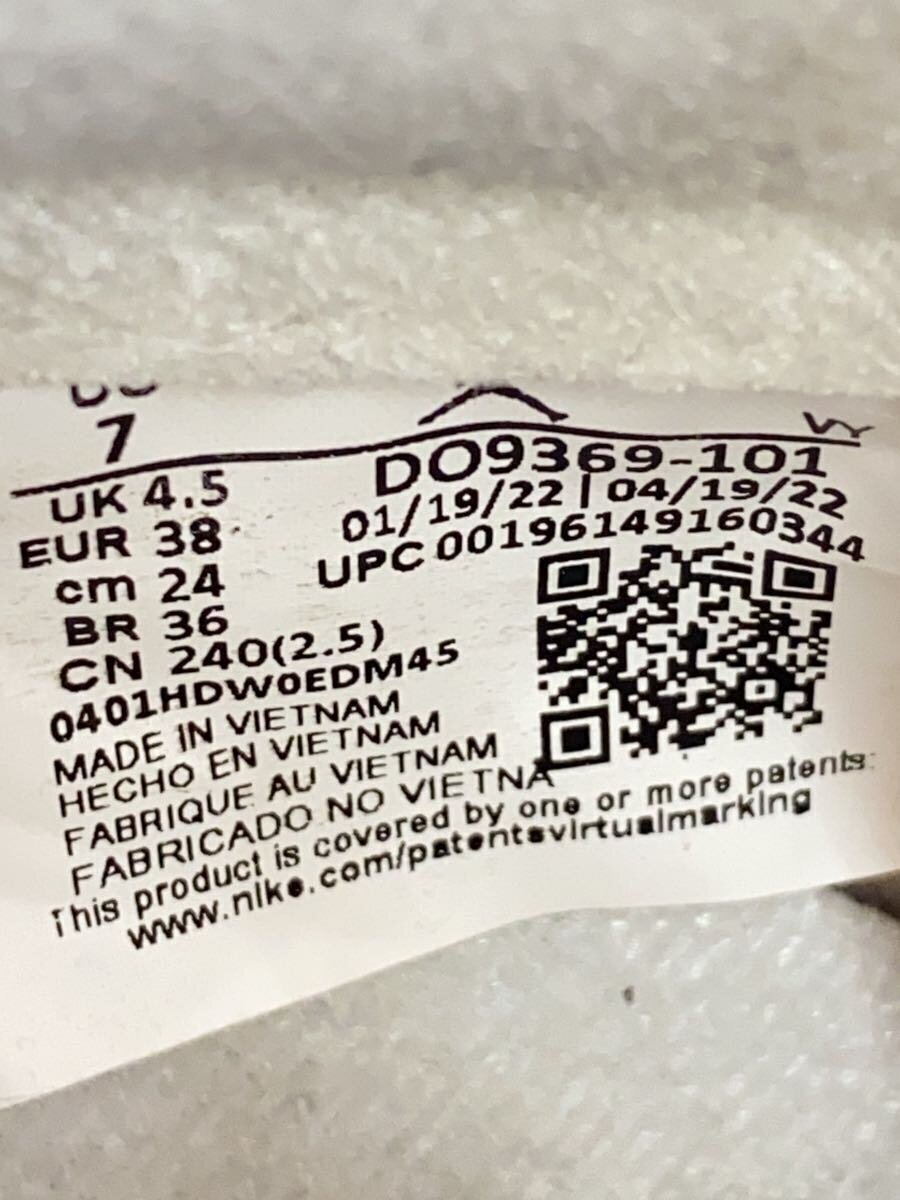 7
UK 4.5
EUR 38
cm 24
BR 36
CN 240(2.5)
0401HDW0EDM45
DO9369-101
01/19/22 | 04/19/22
UPC 00196149160344
MADE IN VIETNAM
HECHO EN VIETNAM
FABRIQUE AU VIETNAM
FABRICADO NO VIETNA
This product is covered by one or more patents:
www.nike.com/patentsvirtualmarking